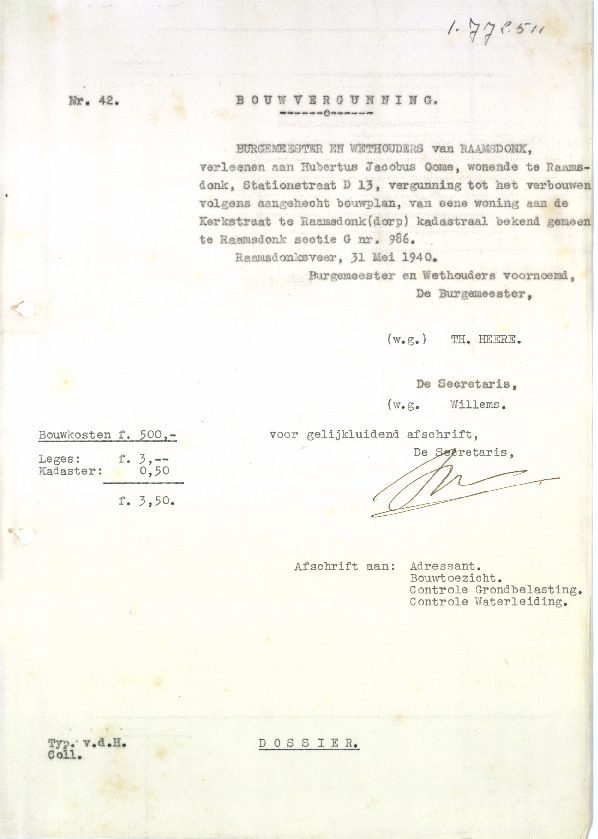 1.778.511
Nr. 42.
BOUWVERGUNNING.
BURGEMEESTER EN WETHOUDERS van RAAMSDONK,
verleenen aan Hubertus Jacobus Oome, wonende te Raams-
donk, Stationstraat D 13, vergunning tot het verbouwen
volgens aangehecht bouwplan, van eene woning aan de
Kerkstraat te Raamsdonk(dorp) kadastraal bekend gemeen
te Raamsdonk sectie G nr. 986.
Raamsdonksveer, 31 Mei 1940.
Burgemeester en Wethouders voornoemd,
De Burgemeester,
(w.g.) TH. HEERE.
De Secretaris,
(w.g. Willems.
Bouwkosten f. 500,-
voor gelijkluidend afschrift,
De Secretaris,
Leges: f. 3,--
Kadaster: 0,50
f. 3,50.
Afschrift aan: Adressant.
Bouwtoezicht.
Controle Grondbelasting.
Controle Waterleiding.
Typ. v.d.H.
Coll.
DOSSIER.